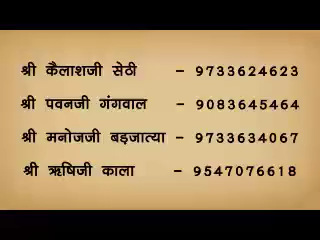 श्री कैलाशजी सेठी - 9733624623
श्री पवनजी गंगवाल - 9083645464
श्री मनोजजी बड़जात्या - 9733634067
श्री ऋषिजी काला - 9547076618